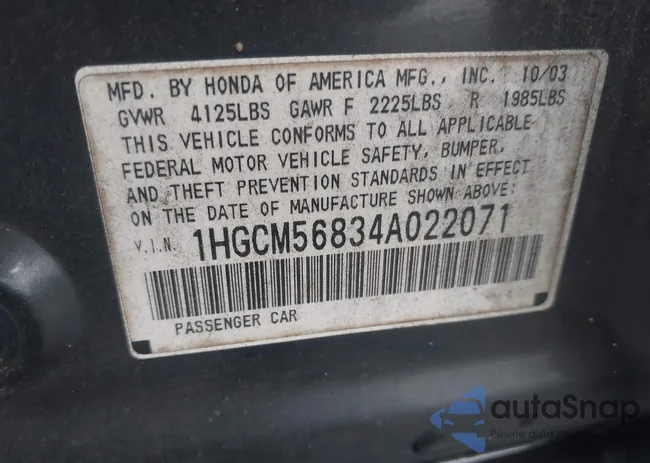 MFD. BY HONDA OF AMERICA MFG., INC. 10/03
GVWR 4125LBS GAWR F 2225LBS R 1985LBS
THIS VEHICLE CONFORMS TO ALL APPLICABLE
FEDERAL MOTOR VEHICLE SAFETY, BUMPER,
AND THEFT PREVENTION STANDARDS IN EFFECT
ON THE DATE OF MANUFACTURE SHOWN ABOVE:
V.I.N. 1HGCM56834A022071
PASSENGER CAR
autoSnap
Pewne auto